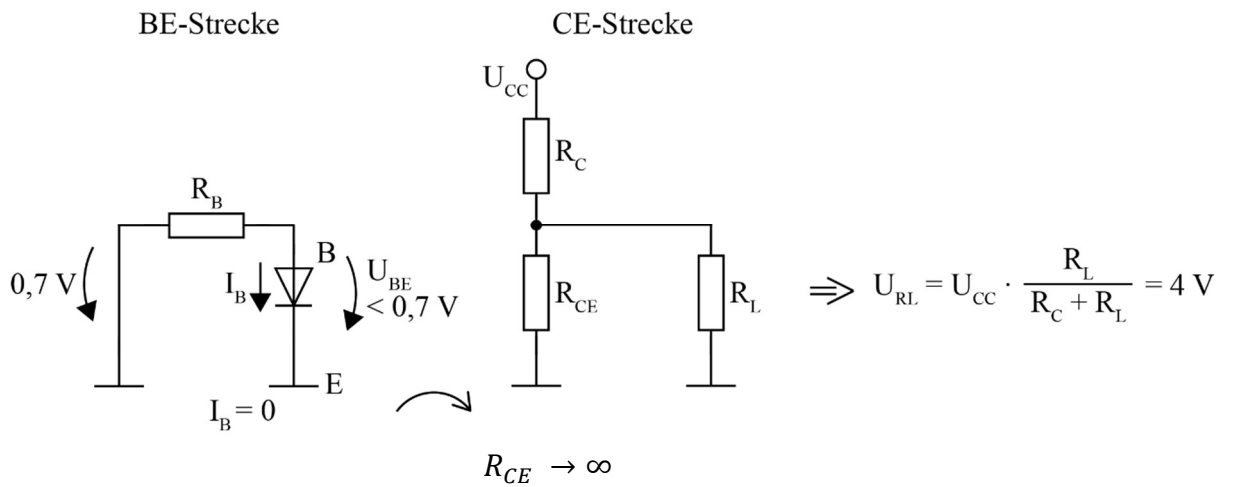 BE-Strecke
CE-Strecke
U_CC
R_C
R_B
B
0,7 V
I_B
U_BE
< 0,7 V
R_CE
R_L
⇒ U_RL = U_CC · R_L / (R_C + R_L) = 4 V
E
I_B = 0
R_CE → ∞